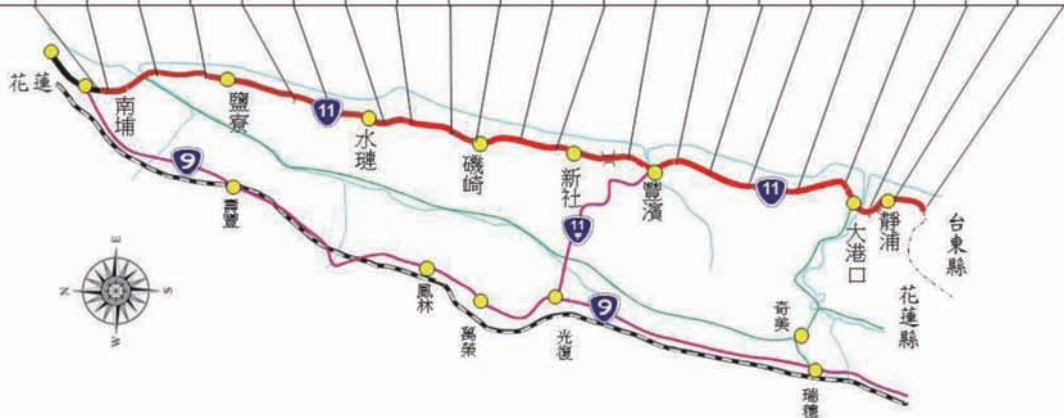 花蓮
南埔
鹽寮
11
水璉
磯崎
新社
豐濱
11
大港口
靜浦
台東縣
花蓮縣
9
壽豐
鳳林
萬榮
光復
11
甲
9
奇美
瑞穗
N
E
S
W